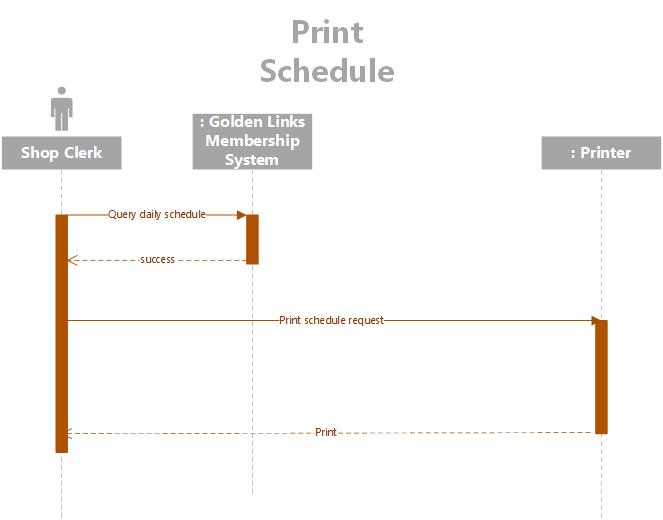 Print
Schedule
Shop Clerk
: Golden Links
Membership
System
: Printer
Query daily schedule
success
Print schedule request
Print